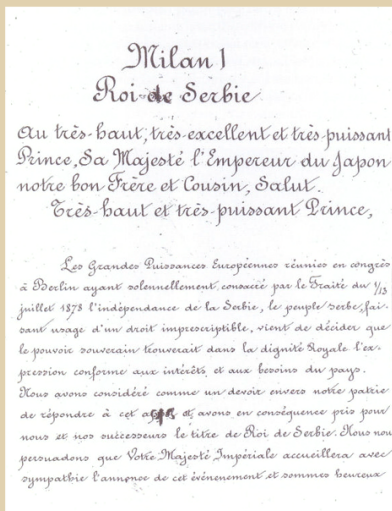 Milan I
Roi de Serbie
Au très-haut, très-excellent et très-puissant
Prince, Sa Majesté l'Empereur du Japon
notre bon Frère et Cousin, Salut.
Très-haut et très-puissant Prince,
Les Grandes Puissances Européennes réunies en congrès
à Berlin ayant solennellement consacré par le Traité du 1/13
juillet 1878 l'indépendance de la Serbie, le peuple serbe, fai-
sant usage d'un droit imprescriptible, vient de décider que
le pouvoir souverain trouverait dans la dignité Royale l'ex-
pression conforme aux intérêts et aux besoins du pays.
Nous avons considéré comme un devoir envers notre patrie
de répondre à cet et avons en conséquence pris pour
nous et nos successeurs le titre de Roi de Serbie. Nous nous
persuadons que Votre Majesté Impériale accueillera avec
sympathie l'annonce de cet événenement et sommes heureux